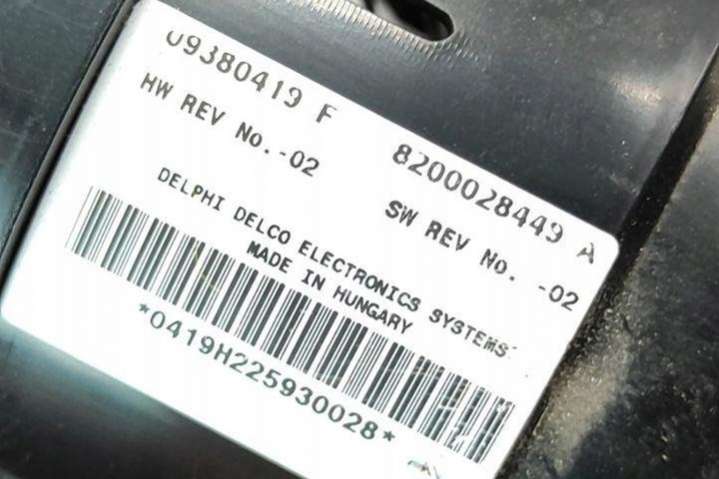 09380419 F 8200028449 A
HW REV No.-02 SW REV No. -02
DELPHI DELCO ELECTRONICS SYSTEMS
MADE IN HUNGARY
*0419H225930028*